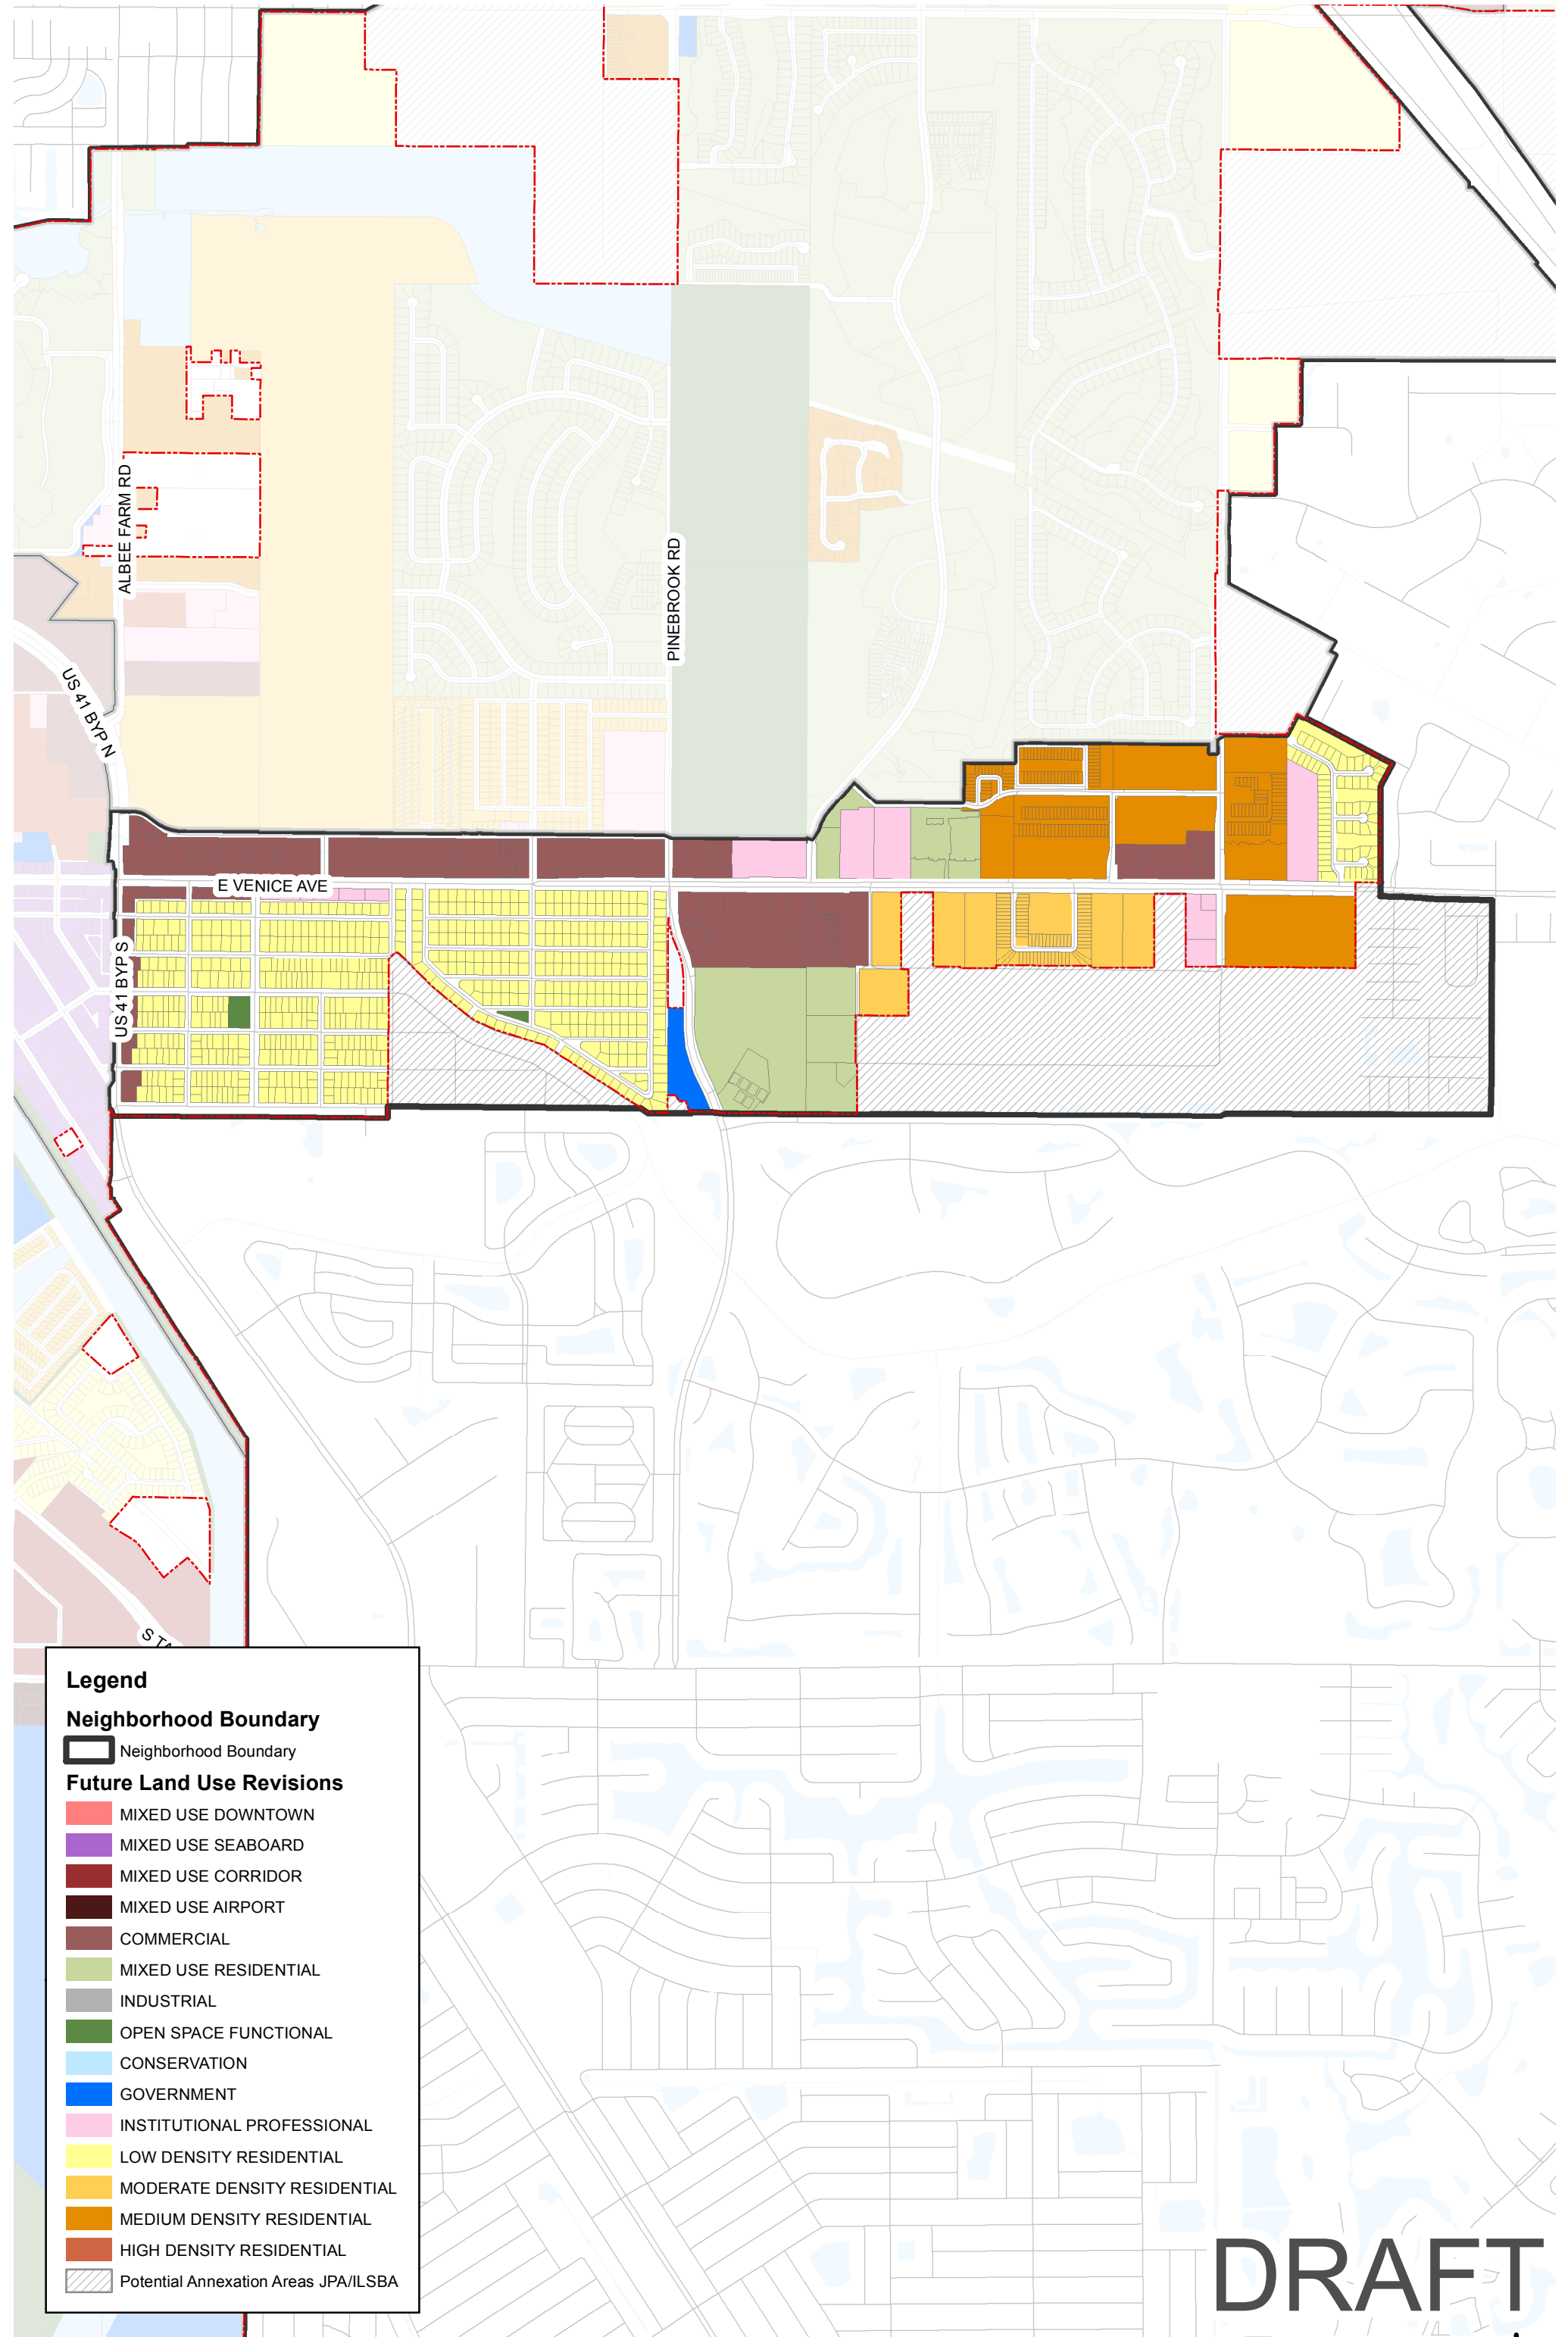 ALBEE FARM RD
PINEBROOK RD
US 41 BYP N
E VENICE AVE
US 41 BYP S
Legend
Neighborhood Boundary
Neighborhood Boundary
Future Land Use Revisions
MIXED USE DOWNTOWN
MIXED USE SEABOARD
MIXED USE CORRIDOR
MIXED USE AIRPORT
COMMERCIAL
MIXED USE RESIDENTIAL
INDUSTRIAL
OPEN SPACE FUNCTIONAL
CONSERVATION
GOVERNMENT
INSTITUTIONAL PROFESSIONAL
LOW DENSITY RESIDENTIAL
MODERATE DENSITY RESIDENTIAL
MEDIUM DENSITY RESIDENTIAL
HIGH DENSITY RESIDENTIAL
Potential Annexation Areas JPA/ILSBA
DRAFT